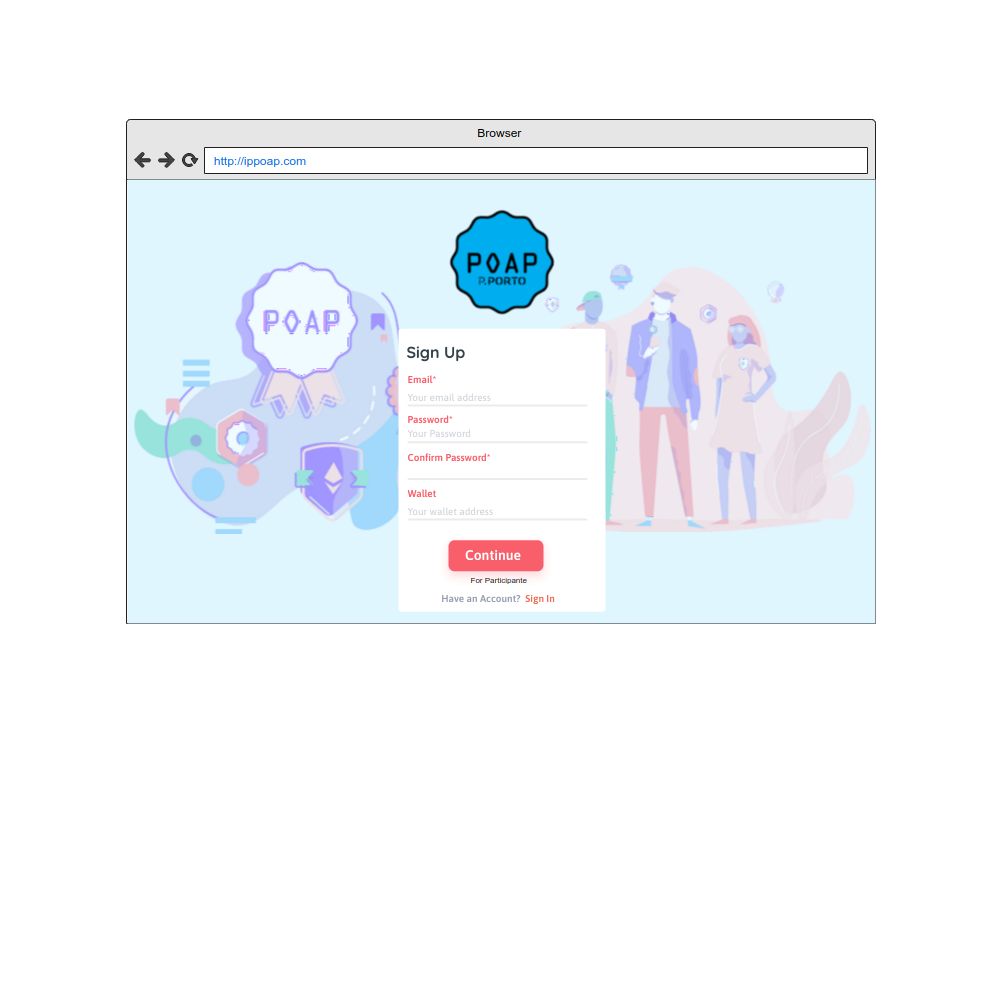 Browser
http://ippoap.com
POAP
P.PORTO
POAP
Sign Up
Email*
Your email address
Password*
Your Password
Confirm Password*
Wallet
Your wallet address
Continue
For Participante
Have an Account? Sign In